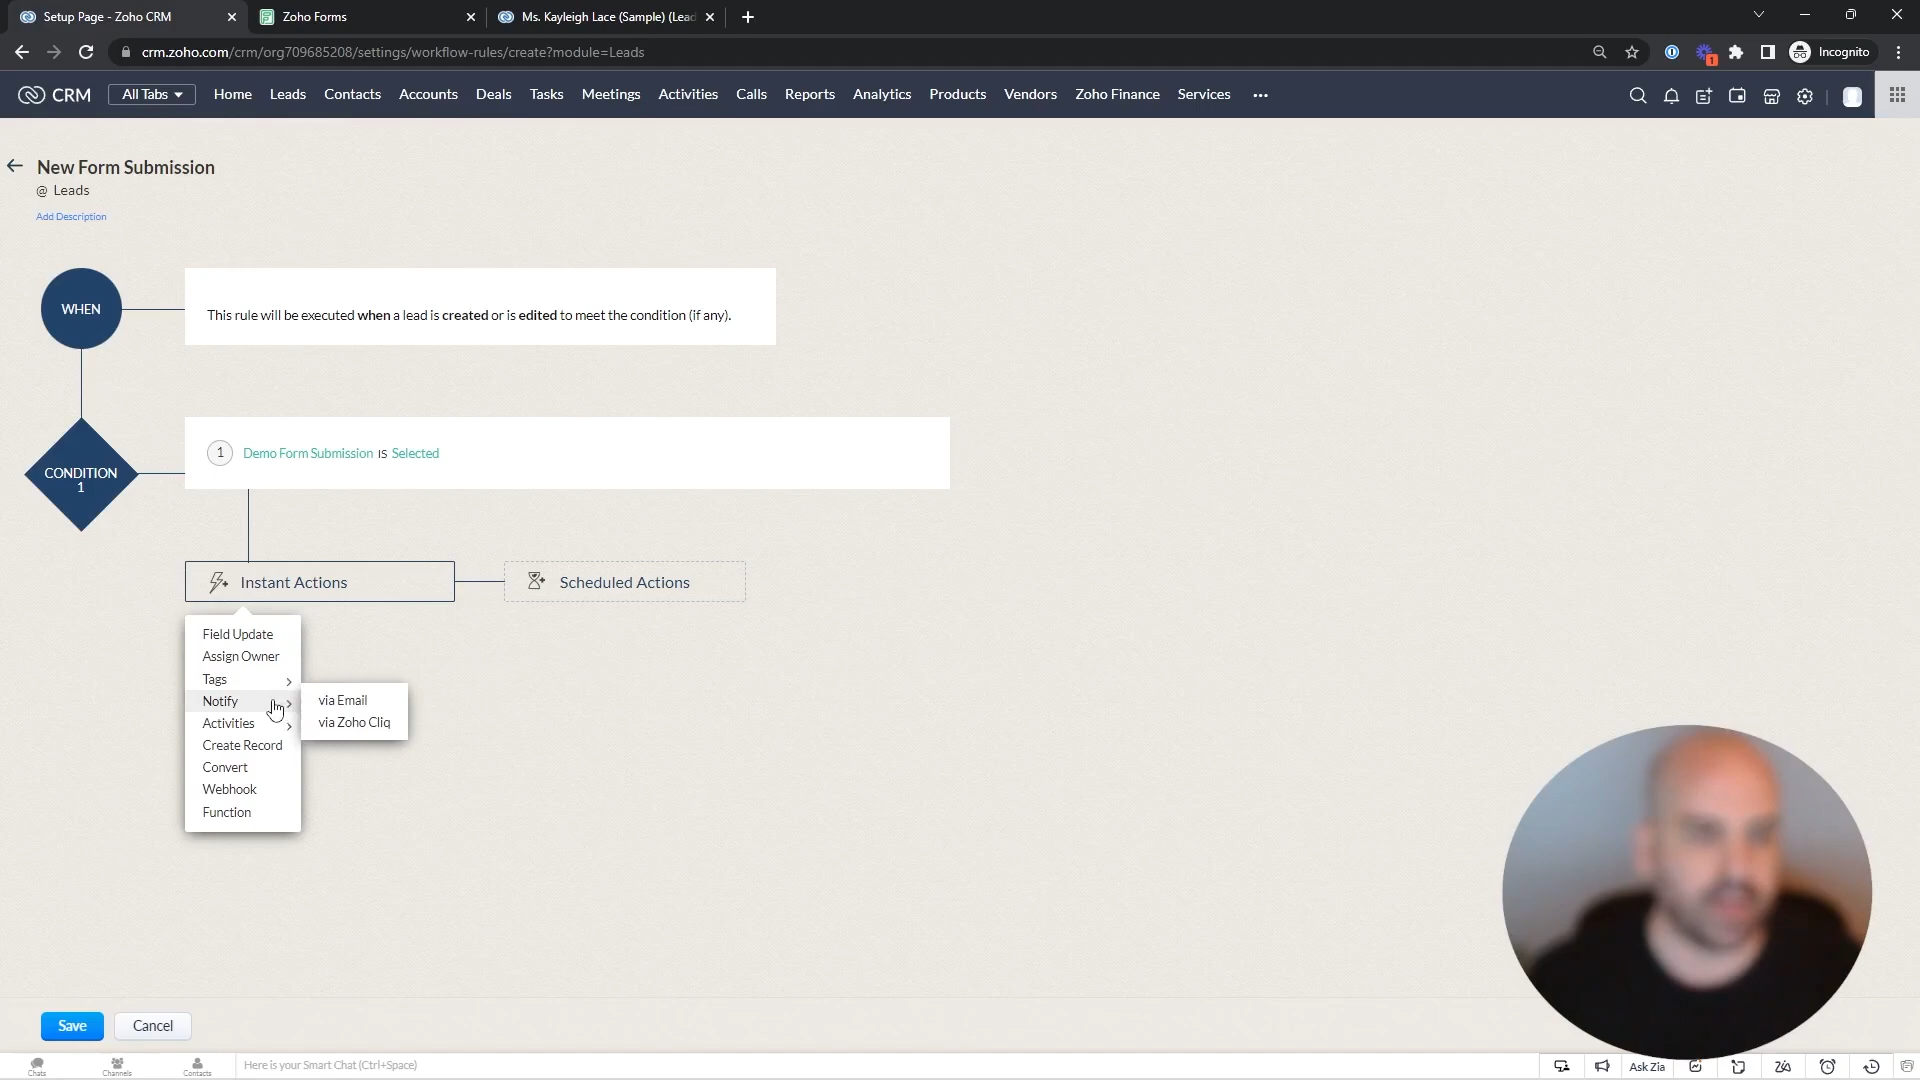 Setup Page - Zoho CRM
Zoho Forms
Ms. Kayleigh Lace (Sample) (Lead
crm.zoho.com/crm/org709685208/settings/workflow-rules/create?module=Leads
1
Incognito
CRM
All Tabs
Home
Leads
Contacts
Accounts
Deals
Tasks
Meetings
Activities
Calls
Reports
Analytics
Products
Vendors
Zoho Finance
Services
New Form Submission
@ Leads
Add Description
WHEN
This rule will be executed when a lead is created or is edited to meet the condition (if any).
CONDITION
1
1
Demo Form Submission IS Selected
Instant Actions
Scheduled Actions
Field Update
Assign Owner
Tags
Notify
via Email
via Zoho Cliq
Activities
Create Record
Convert
Webhook
Function
Save
Cancel
Chats
Channels
Contacts
Here is your Smart Chat (Ctrl+Space)
Ask Zia